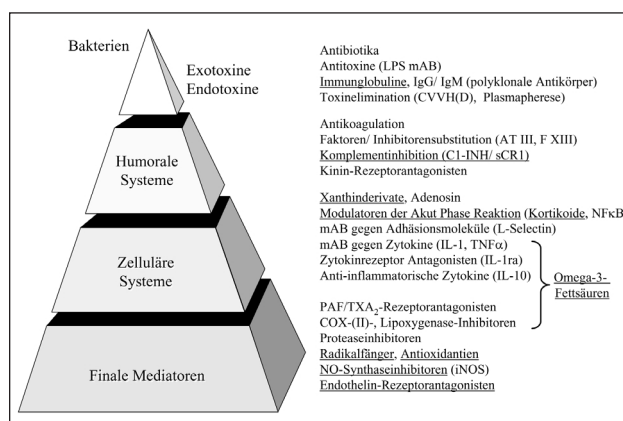 Bakterien
Exotoxine
Endotoxine
Humorale
Systeme
Zelluläre
Systeme
Finale Mediatoren
Antibiotika
Antitoxine (LPS mAB)
Immunglobuline, IgG/ IgM (polyklonale Antikörper)
Toxinelimination (CVVH(D), Plasmapherese)
Antikoagulation
Faktoren/ Inhibitorensubstitution (AT III, F XIII)
Komplementinhibition (C1-INH/ sCR1)
Kinin-Rezeptorantagonisten
Xanthinderivate, Adenosin
Modulatoren der Akut Phase Reaktion (Kortikoide, NFκB
mAB gegen Adhäsionsmoleküle (L-Selectin)
mAB gegen Zytokine (IL-1, TNFα)
Zytokinrezeptor Antagonisten (IL-1ra)
Anti-inflammatorische Zytokine (IL-10)
Omega-3-
Fettsäuren
PAF/TXA₂-Rezeptorantagonisten
COX-(II)-, Lipoxygenase-Inhibitoren
Proteaseinhibitoren
Radikalfänger, Antioxidantien
NO-Synthaseinhibitoren (iNOS)
Endothelin-Rezeptorantagonisten